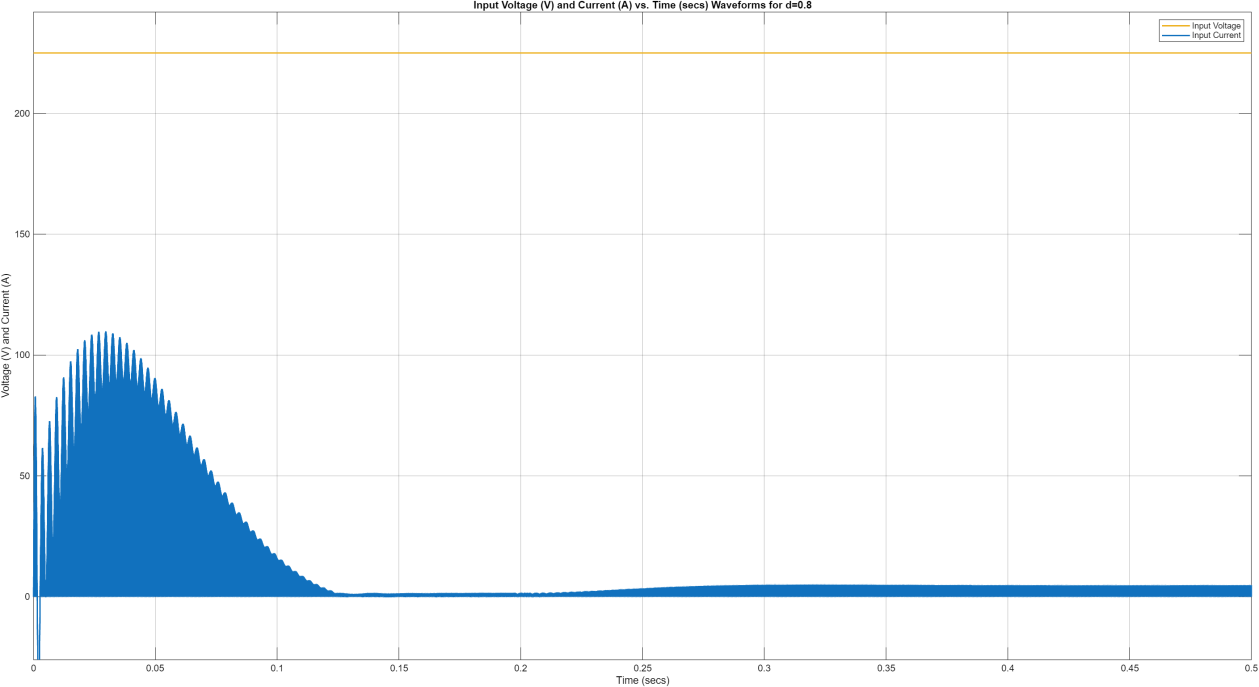 Input Voltage (V) and Current (A) vs. Time (secs) Waveforms for d=0.8
Input Voltage
Input Current
Voltage (V) and Current (A)
200
150
100
50
0
0 0.05 0.1 0.15 0.2 0.25 0.3 0.35 0.4 0.45 0.5
Time (secs)